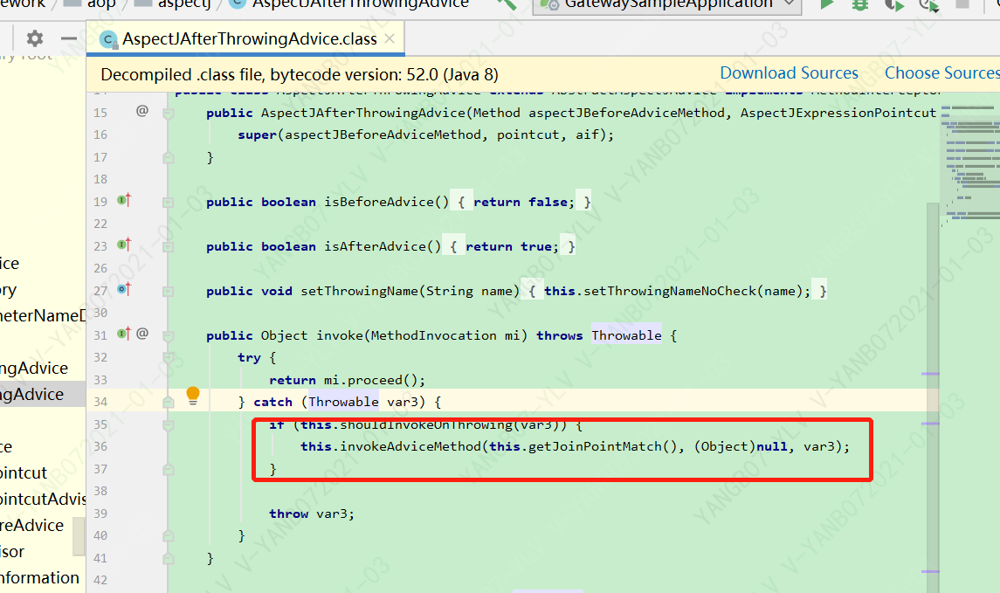 ework aop aspectj AspectJAfterThrowingAdvice GatewaySampleApplication
AspectJAfterThrowingAdvice.class
Decompiled .class file, bytecode version: 52.0 (Java 8) Download Sources Choose Sources
15 @ public AspectJAfterThrowingAdvice(Method aspectJBeforeAdviceMethod, AspectJExpressionPointcut
16 super(aspectJBeforeAdviceMethod, pointcut, aif);
17 }
18
19 public boolean isBeforeAdvice() { return false; }
22
23 public boolean isAfterAdvice() { return true; }
26
27 public void setThrowingName(String name) { this.setThrowingNameNoCheck(name); }
30
31 @ public Object invoke(MethodInvocation mi) throws Throwable {
32 try {
33 return mi.proceed();
34 } catch (Throwable var3) {
35 if (this.shouldInvokeOnThrowing(var3)) {
36 this.invokeAdviceMethod(this.getJoinPointMatch(), (Object)null, var3);
37 }
38
39 throw var3;
40 }
41 }
42
ice
ory
meterNameD
ngAdvice
ngAdvice
ce
ointcut
ointcutAdvis
reAdvice
isor
nformation